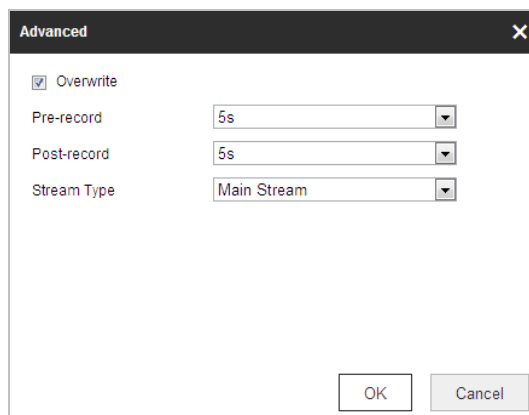 Advanced
Overwrite
Pre-record 5s
Post-record 5s
Stream Type Main Stream
OK Cancel